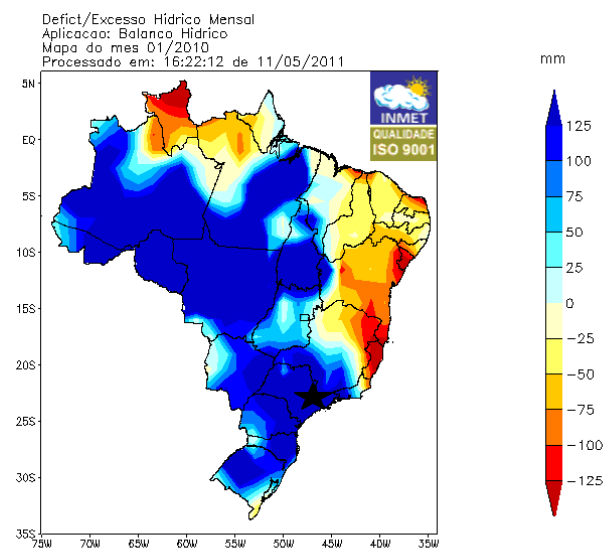 Defict/Excesso Hidrico Mensal
Aplicacao: Balanco Hidrico
Mapa do mes 01/2010
Processado em: 16:22:12 de 11/05/2011
mm
INMET
QUALIDADE
ISO 9001
5N
EQ
5S
10S
15S
20S
25S
30S
35S
75W 70W 65W 60W 55W 50W 45W 40W 35W
125
100
75
50
25
0
−25
−50
−75
−100
−125